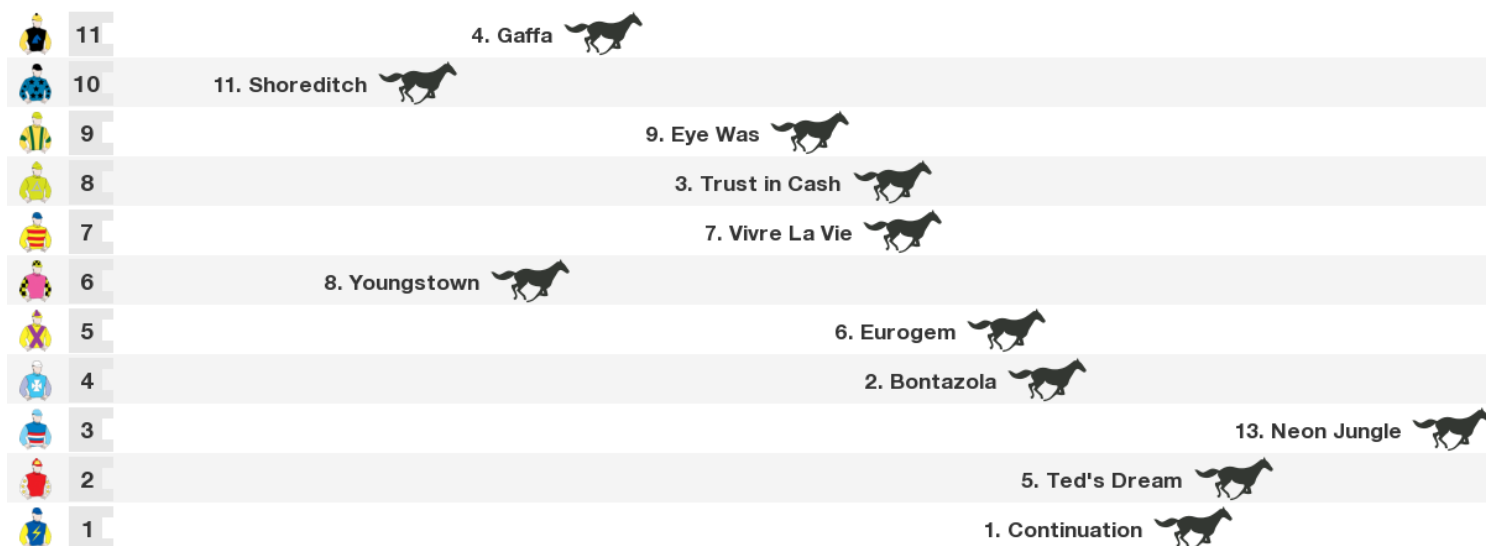 11 4. Gaffa
10 11. Shoreditch
9 9. Eye Was
8 3. Trust in Cash
7 7. Vivre La Vie
6 8. Youngstown
5 6. Eurogem
4 2. Bontazola
3 13. Neon Jungle
2 5. Ted's Dream
1 1. Continuation